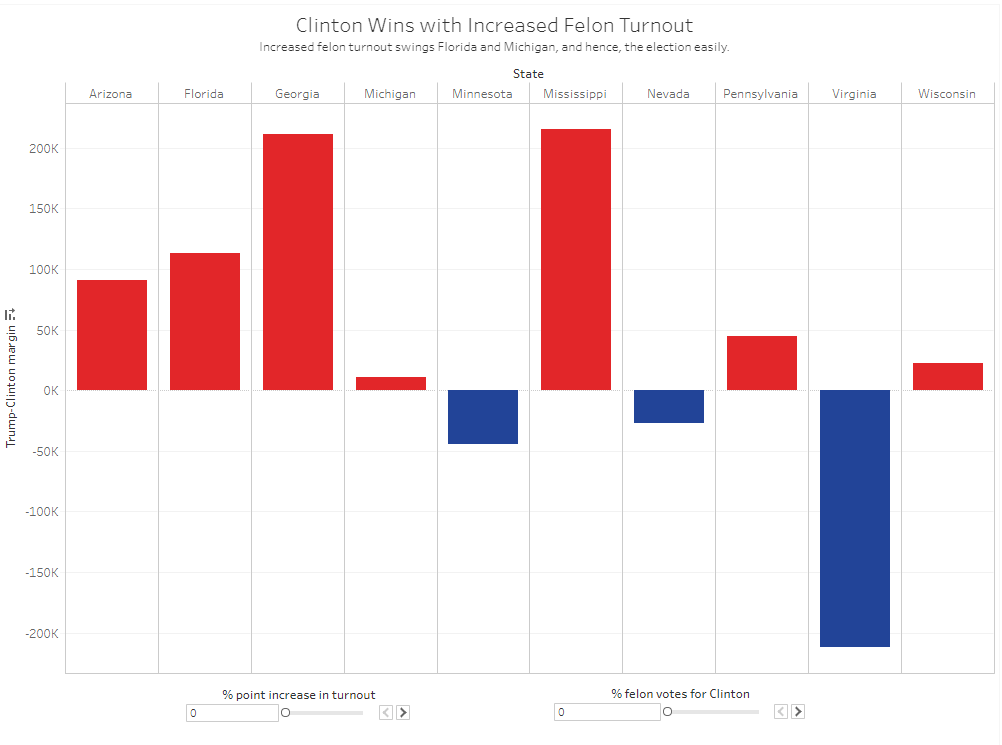 Clinton Wins with Increased Felon Turnout
Increased felon turnout swings Florida and Michigan, and hence, the election easily.
State
Arizona Florida Georgia Michigan Minnesota Mississippi Nevada Pennsylvania Virginia Wisconsin
Trump-Clinton margin
200K
150K
100K
50K
0K
-50K
-100K
-150K
-200K
% point increase in turnout
0
% felon votes for Clinton
0